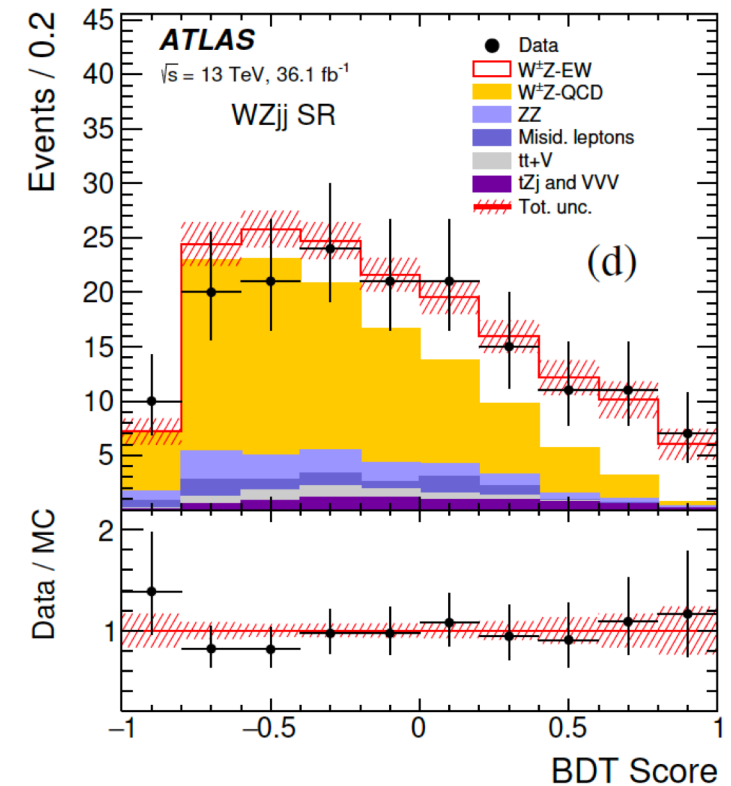 Events / 0.2
45
40
35
30
25
20
15
10
5
ATLAS
√s = 13 TeV, 36.1 fb⁻¹
WZjj SR
Data
W±Z-EW
W±Z-QCD
ZZ
Misid. leptons
tt+V
tZj and VVV
Tot. unc.
(d)
Data / MC
2
1
−1 −0.5 0 0.5 1
BDT Score